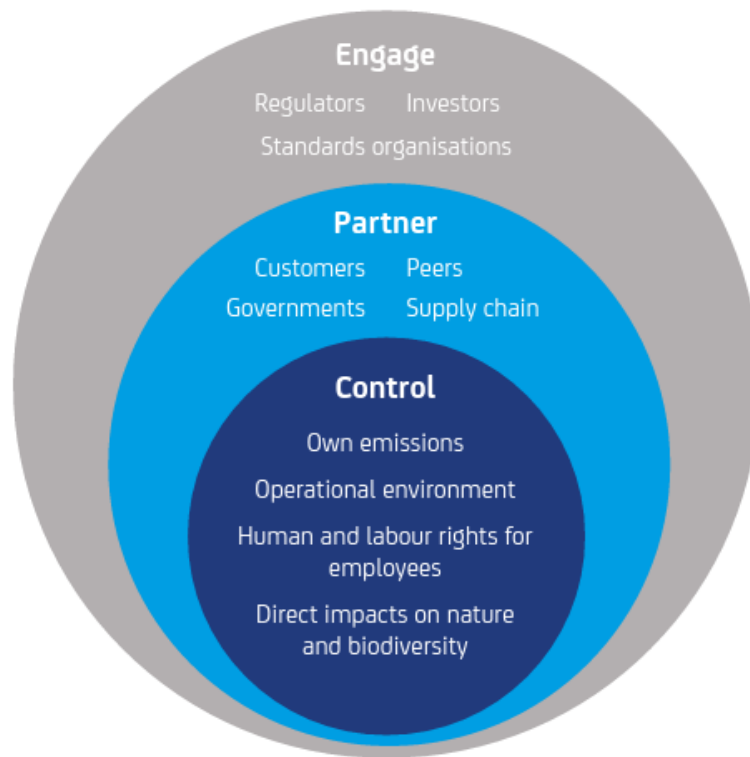 Engage
Regulators Investors
Standards organisations
Partner
Customers Peers
Governments Supply chain
Control
Own emissions
Operational environment
Human and labour rights for
employees
Direct impacts on nature
and biodiversity